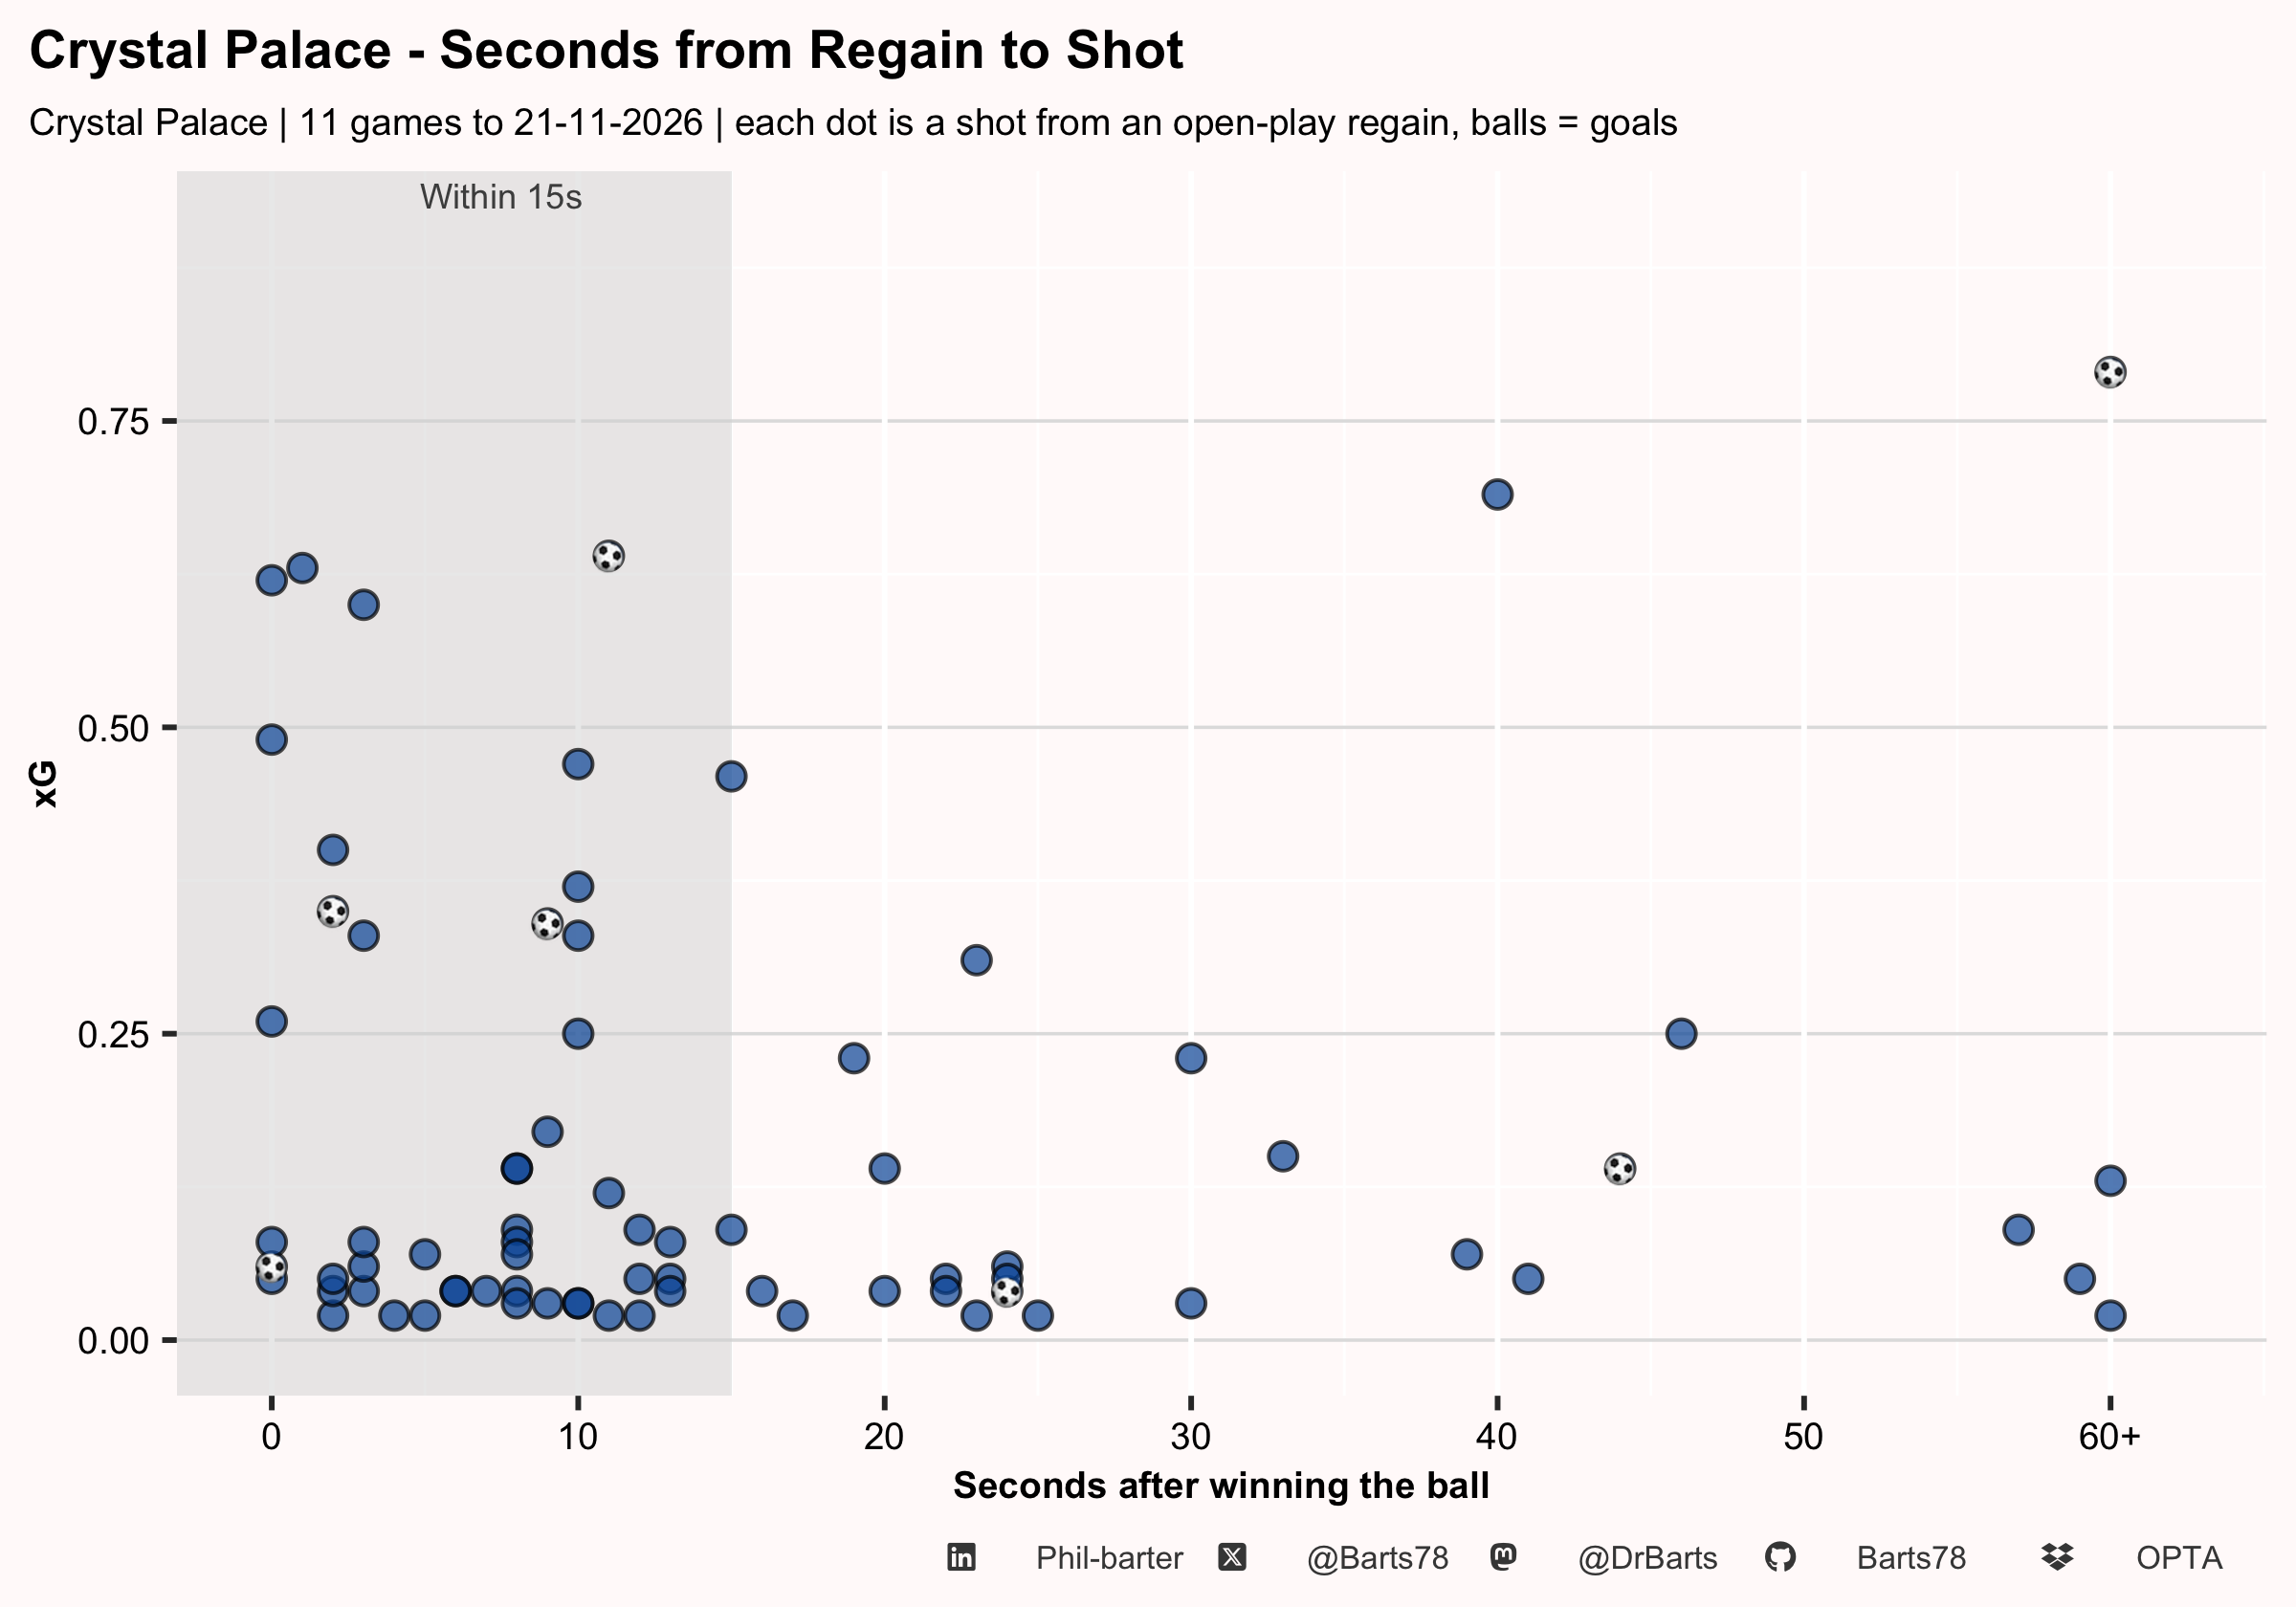 Crystal Palace - Seconds from Regain to Shot
Crystal Palace | 11 games to 21-11-2026 | each dot is a shot from an open-play regain, balls = goals
Within 15s
0.75
0.50
0.25
0.00
xG
0 10 20 30 40 50 60+
Seconds after winning the ball
Phil-barter @Barts78 @DrBarts Barts78 OPTA